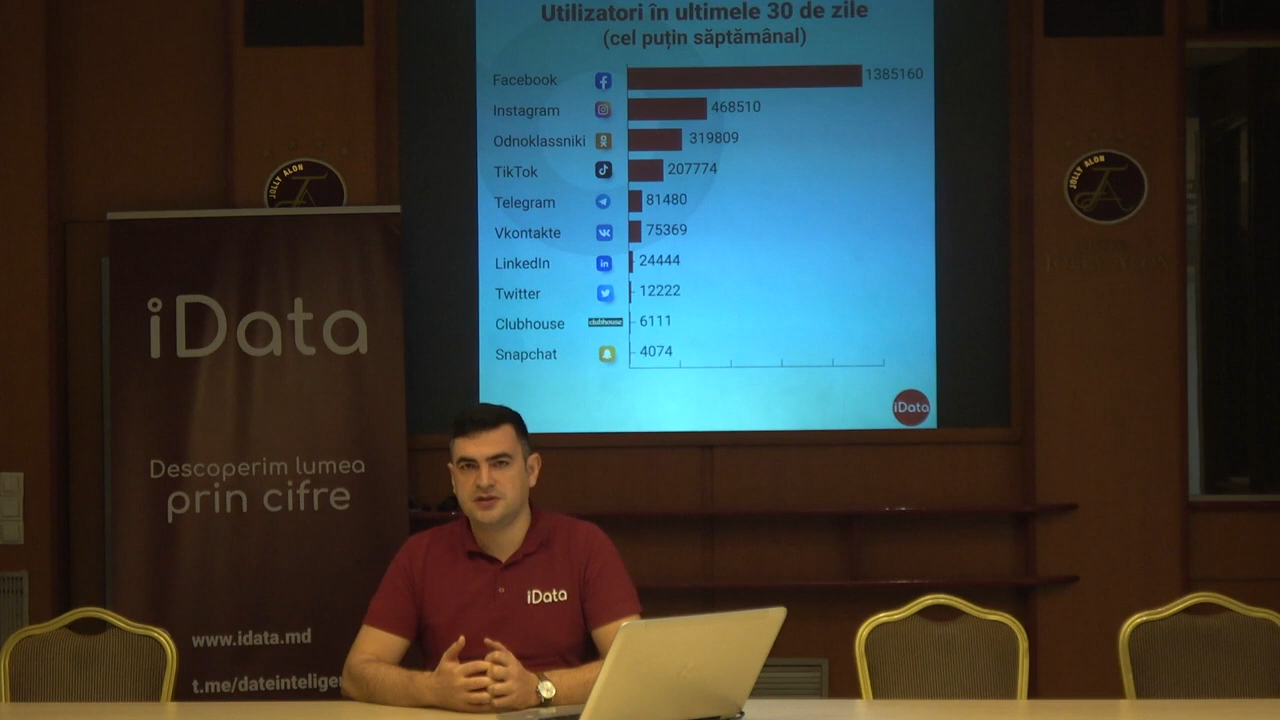 Utilizatori în ultimele 30 de zile
(cel puțin săptămânal)
Facebook 1385160
Instagram 468510
Odnoklassniki 319809
TikTok 207774
Telegram 81480
Vkontakte 75369
LinkedIn in 24444
Twitter 12222
Clubhouse clubhouse 6111
Snapchat 4074
iData
JOLLY ALON
JOLLY ALON
iData
Descoperim lumea
prin cifre
www.idata.md
t.me/dateintelige
iData